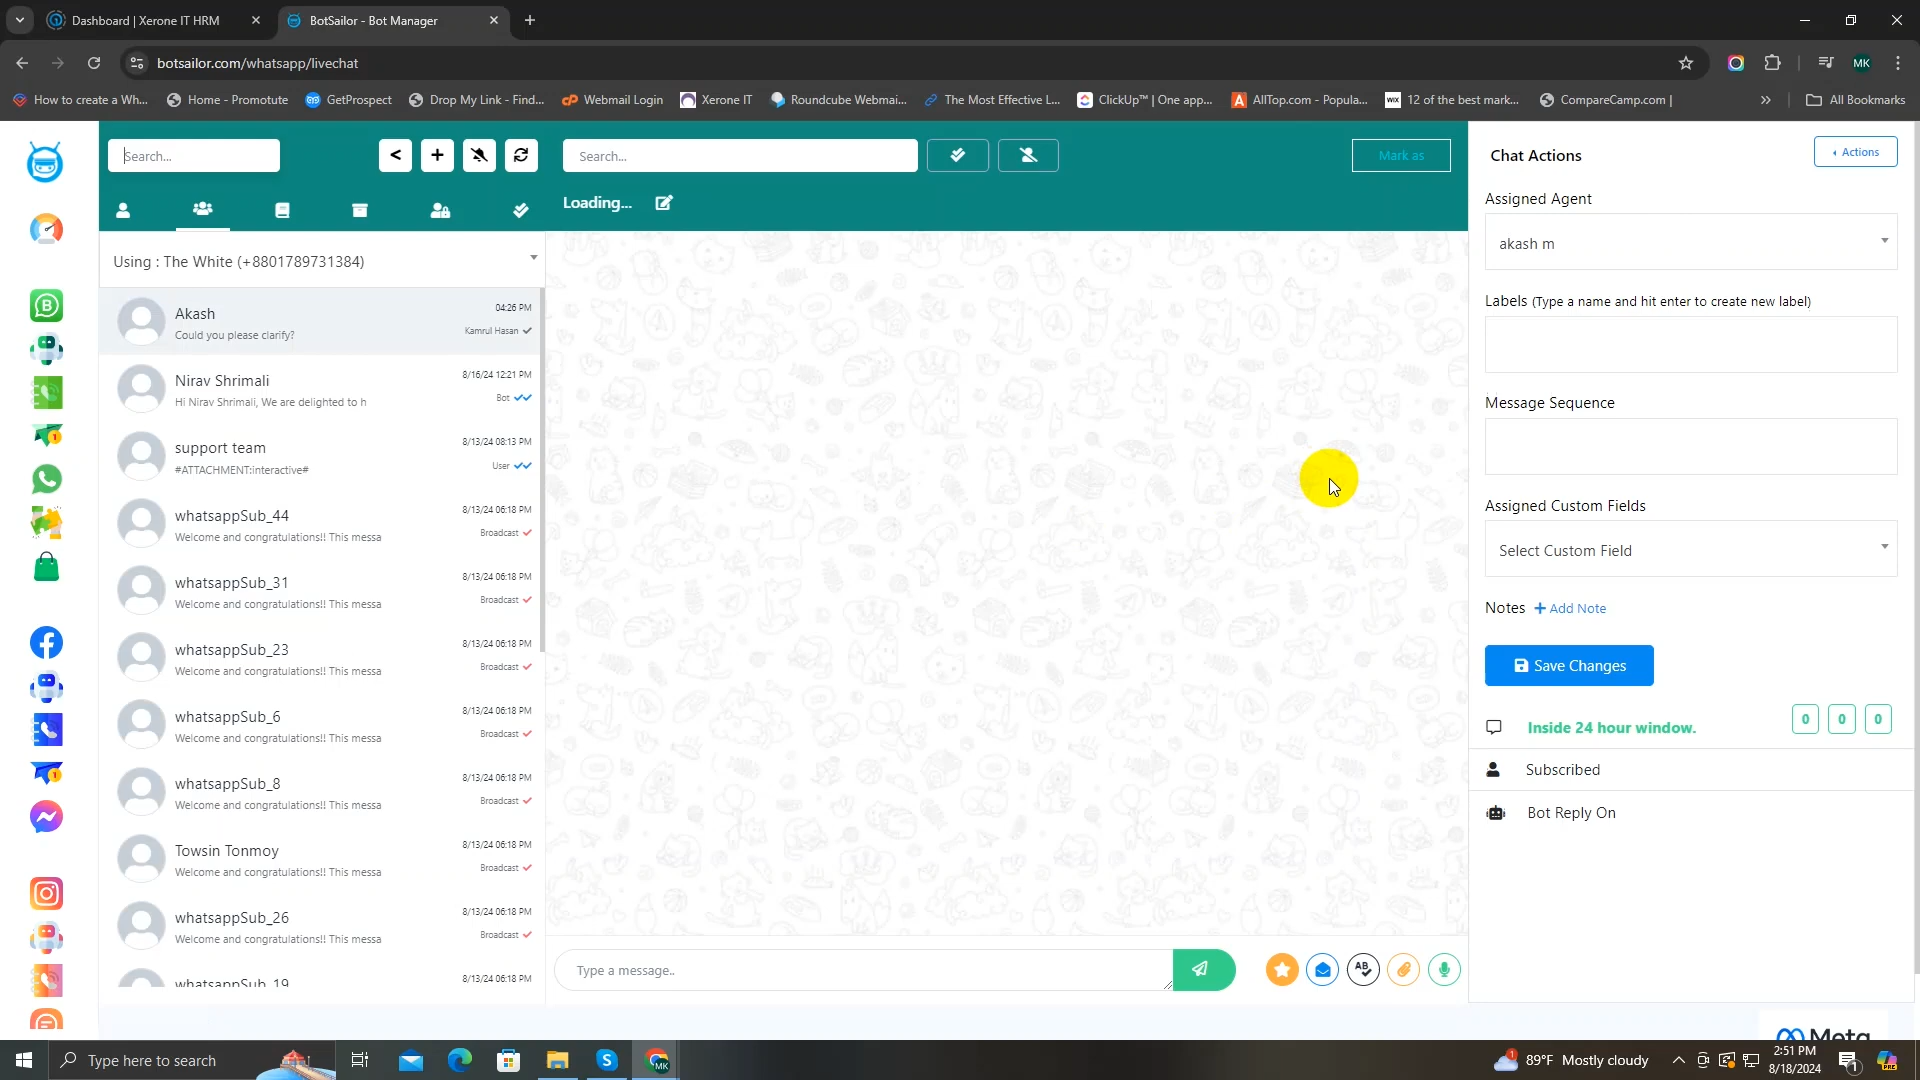 Dashboard | Xerone IT HRM
BotSailor - Bot Manager
botsailor.com/whatsapp/livechat
MK
How to create a Wh...
Home - Promotute
GetProspect
Drop My Link - Find...
Webmail Login
Xerone IT
Roundcube Webmai...
The Most Effective L...
ClickUp™ | One app...
AllTop.com - Popula...
WIX
12 of the best mark...
CompareCamp.com |
All Bookmarks
Search...
Search...
Mark as
Loading...
Using : The White (+8801789731384)
Akash
04:26 PM
Could you please clarify?
Kamrul Hasan
Nirav Shrimali
8/16/24 12:21 PM
Hi Nirav Shrimali, We are delighted to h
Bot
support team
8/13/24 08:13 PM
#ATTACHMENT:interactive#
User
whatsappSub_44
8/13/24 06:18 PM
Welcome and congratulations!! This messa
Broadcast
whatsappSub_31
8/13/24 06:18 PM
Welcome and congratulations!! This messa
Broadcast
whatsappSub_23
8/13/24 06:18 PM
Welcome and congratulations!! This messa
Broadcast
whatsappSub_6
8/13/24 06:18 PM
Welcome and congratulations!! This messa
Broadcast
whatsappSub_8
8/13/24 06:18 PM
Welcome and congratulations!! This messa
Broadcast
Towsin Tonmoy
8/13/24 06:18 PM
Welcome and congratulations!! This messa
Broadcast
whatsappSub_26
8/13/24 06:18 PM
Welcome and congratulations!! This messa
Broadcast
whatsappSub_19
8/13/24 06:18 PM
Type a message..
AB
Chat Actions
Actions
Assigned Agent
akash m
Labels (Type a name and hit enter to create new label)
Message Sequence
Assigned Custom Fields
Select Custom Field
Notes + Add Note
Save Changes
Inside 24 hour window.
0 0 0
Subscribed
Bot Reply On
Meta
Type here to search
89°F Mostly cloudy
2:51 PM
8/18/2024